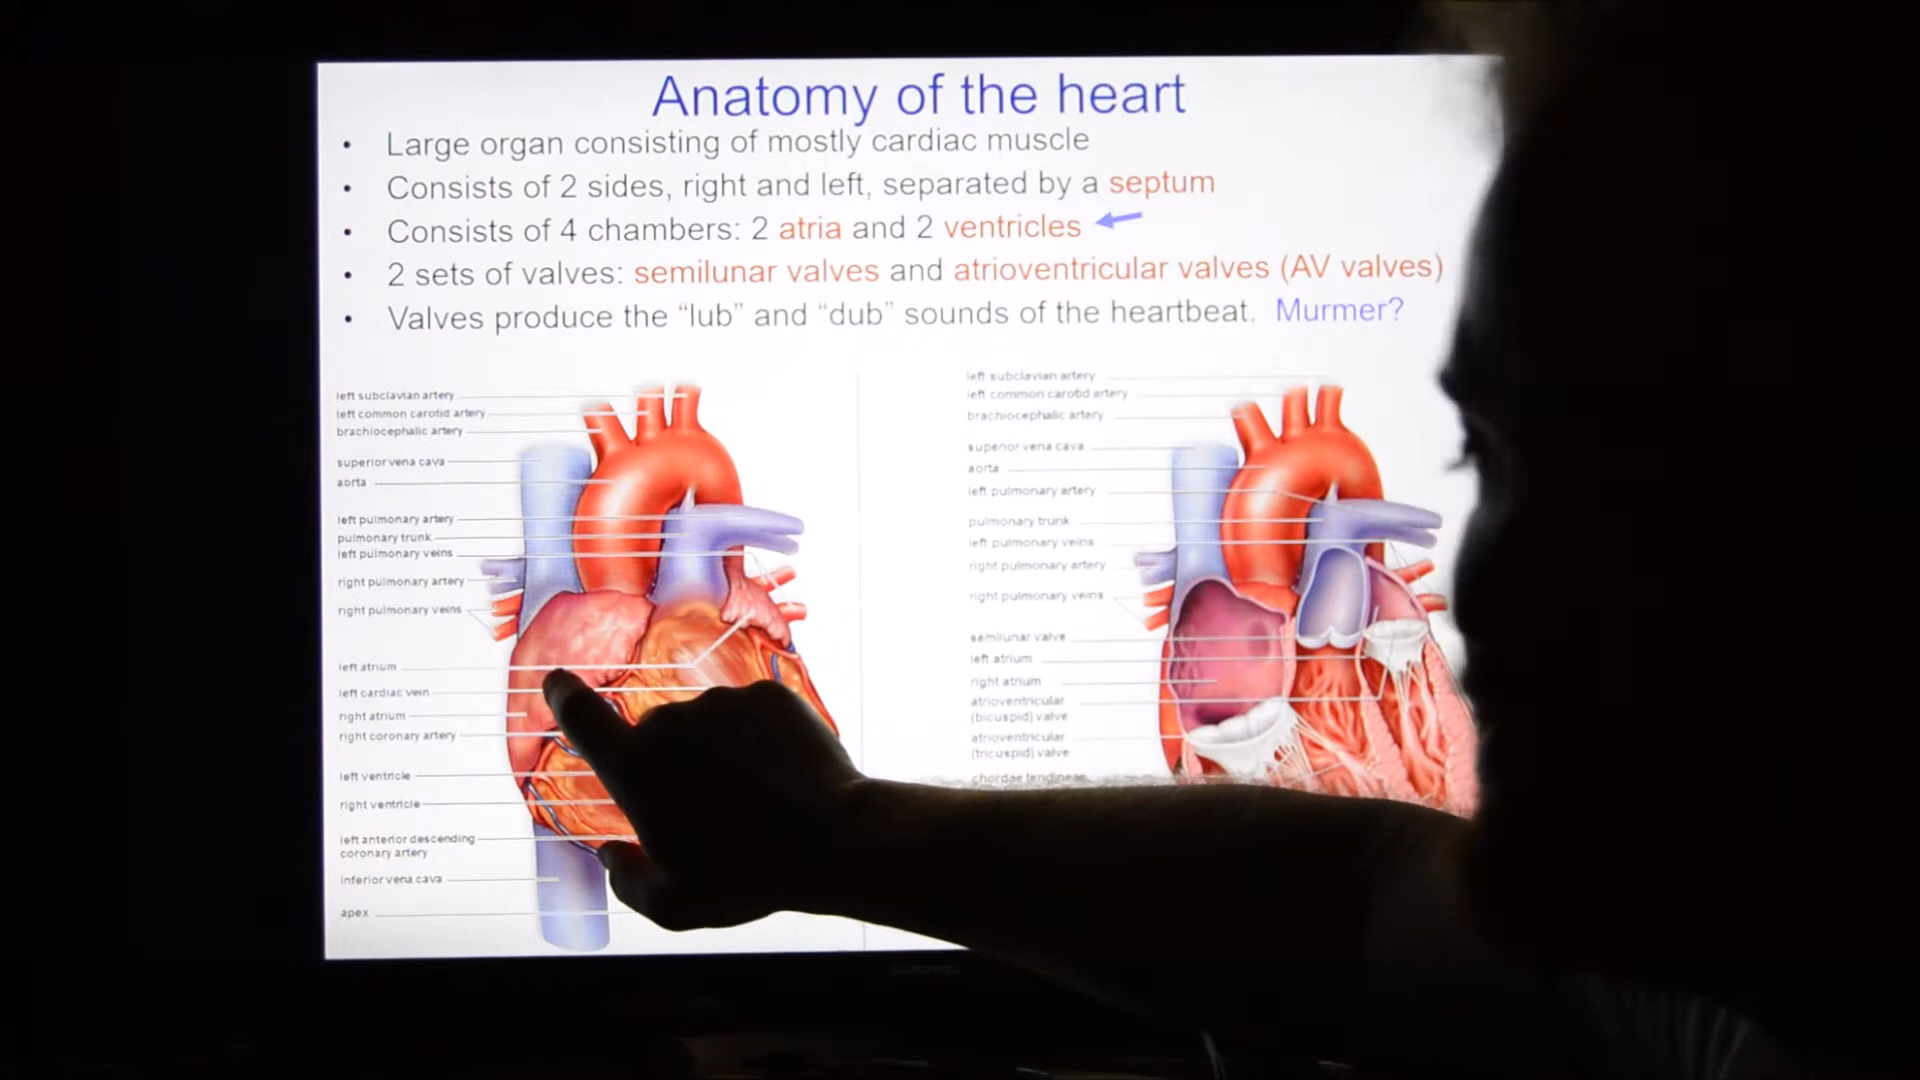 Anatomy of the heart
• Large organ consisting of mostly cardiac muscle
• Consists of 2 sides, right and left, separated by a septum
• Consists of 4 chambers: 2 atria and 2 ventricles
• 2 sets of valves: semilunar valves and atrioventricular valves (AV valves)
• Valves produce the “lub” and “dub” sounds of the heartbeat. Murmer?
left subclavian artery
left common carotid artery
brachiocephalic artery
superior vena cava
aorta
left pulmonary artery
pulmonary trunk
left pulmonary veins
right pulmonary artery
right pulmonary veins
left atrium
left cardiac vein
right atrium
right coronary artery
left ventricle
right ventricle
left anterior descending
coronary artery
inferior vena cava
apex
left subclavian artery
left common carotid artery
brachiocephalic artery
superior vena cava
aorta
left pulmonary artery
pulmonary trunk
left pulmonary veins
right pulmonary artery
right pulmonary veins
semilunar valve
left atrium
right atrium
atrioventricular
(bicuspid) valve
atrioventricular
(tricuspid) valve
chordae tendineae